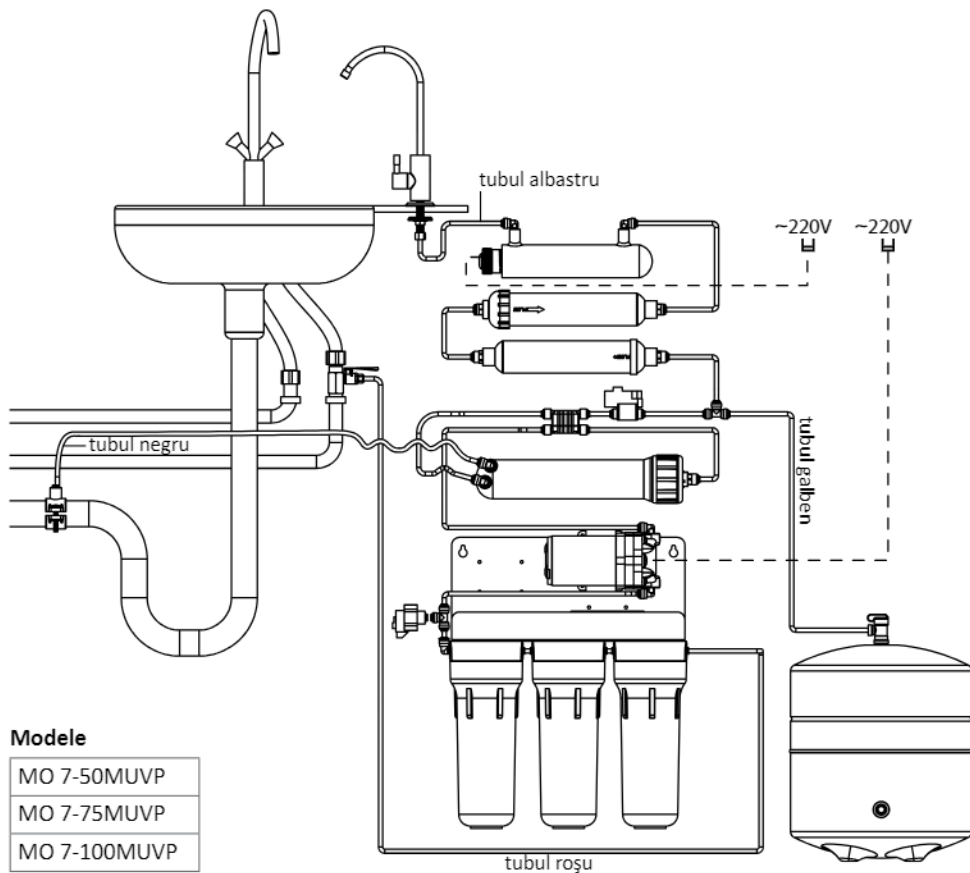 tubul albastru
~220V ~220V
tubul negru
tubul galben
Modele
MO 7-50MUVP
MO 7-75MUVP
MO 7-100MUVP
tubul roșu